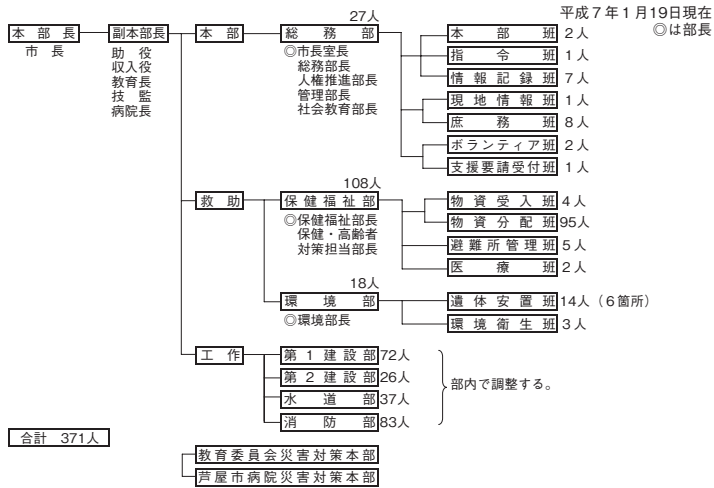 平成７年１月19日現在
◎は部長
本部長
市 長
副本部長
助 役
収入役
教育長
技 監
病院長
本 部
27人
総 務 部
◎市長室長
総務部長
人権推進部長
管理部長
社会教育部長
本 部 班 2人
指 令 班 1人
情報記録班 7人
現地情報班 1人
庶 務 班 8人
ボランティア班 2人
支援要請受付班 1人
救 助
108人
保健福祉部
◎保健福祉部長
保健・高齢者
対策担当部長
物資受入班 4人
物資分配班 95人
避難所管理班 5人
医 療 班 2人
18人
環 境 部
◎環境部長
遺体安置班 14人（６箇所）
環境衛生班 3人
工 作
第１建設部 72人
第２建設部 26人
水 道 部 37人
消 防 部 83人
部内で調整する。
合計 371人
教育委員会災害対策本部
芦屋市病院災害対策本部